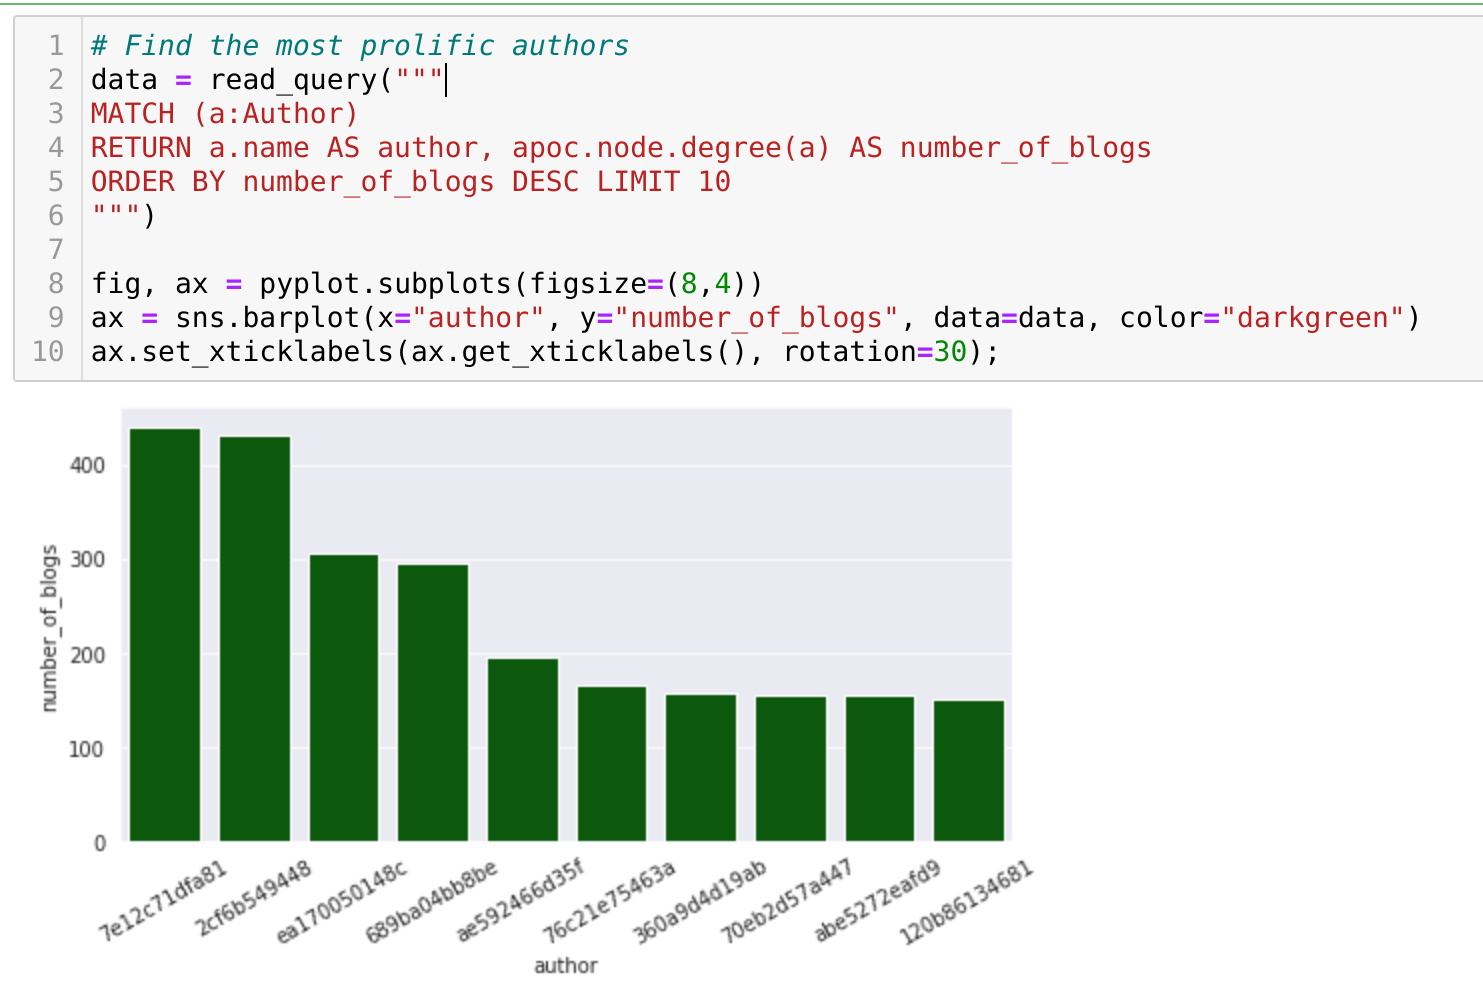 1 # Find the most prolific authors
2 data = read_query("""
3 MATCH (a:Author)
4 RETURN a.name AS author, apoc.node.degree(a) AS number_of_blogs
5 ORDER BY number_of_blogs DESC LIMIT 10
6 """)
7
8 fig, ax = pyplot.subplots(figsize=(8,4))
9 ax = sns.barplot(x="author", y="number_of_blogs", data=data, color="darkgreen")
10 ax.set_xticklabels(ax.get_xticklabels(), rotation=30);
number_of_blogs
400
300
200
100
0
7e12c71dfa81
2cf6b549448
ea170050148c
689ba04bb8be
ae592466d35f
76c21e75463a
360a9d4d19ab
70eb2d57a447
abe5272eafd9
120b86134681
author